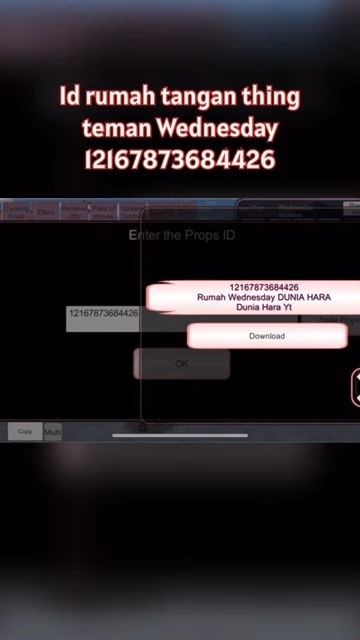 Id rumah tangan thing
teman Wednesday
12167873684426
Effect
Enter the Props ID
12167873684426
Rumah Wednesday DUNIA HARA
Dunia Hara Yt
12167873684426
Download
OK
Copy
Multi